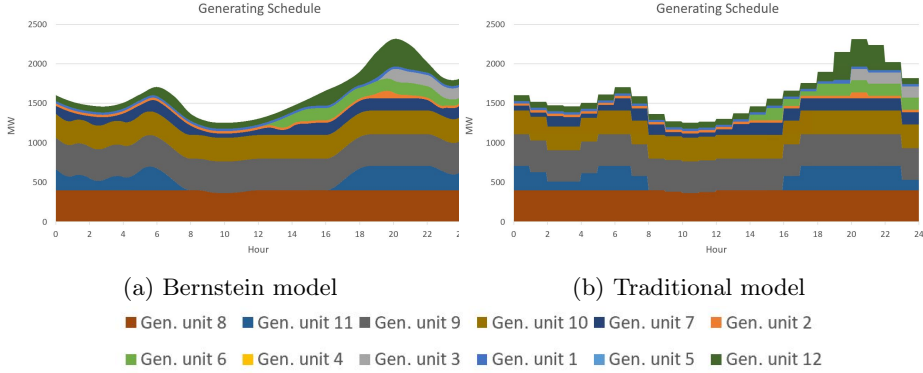 Generating Schedule
2500
2000
1500
1000
500
0
MW
0 2 4 6 8 10 12 14 16 18 20 22 2
Hour
(a) Bernstein model
Generating Schedule
2500
2000
1500
1000
500
0
MW
0 2 4 6 8 10 12 14 16 18 20 22 24
Hour
(b) Traditional model
Gen. unit 8 Gen. unit 11 Gen. unit 9 Gen. unit 10 Gen. unit 7 Gen. unit 2
Gen. unit 6 Gen. unit 4 Gen. unit 3 Gen. unit 1 Gen. unit 5 Gen. unit 12